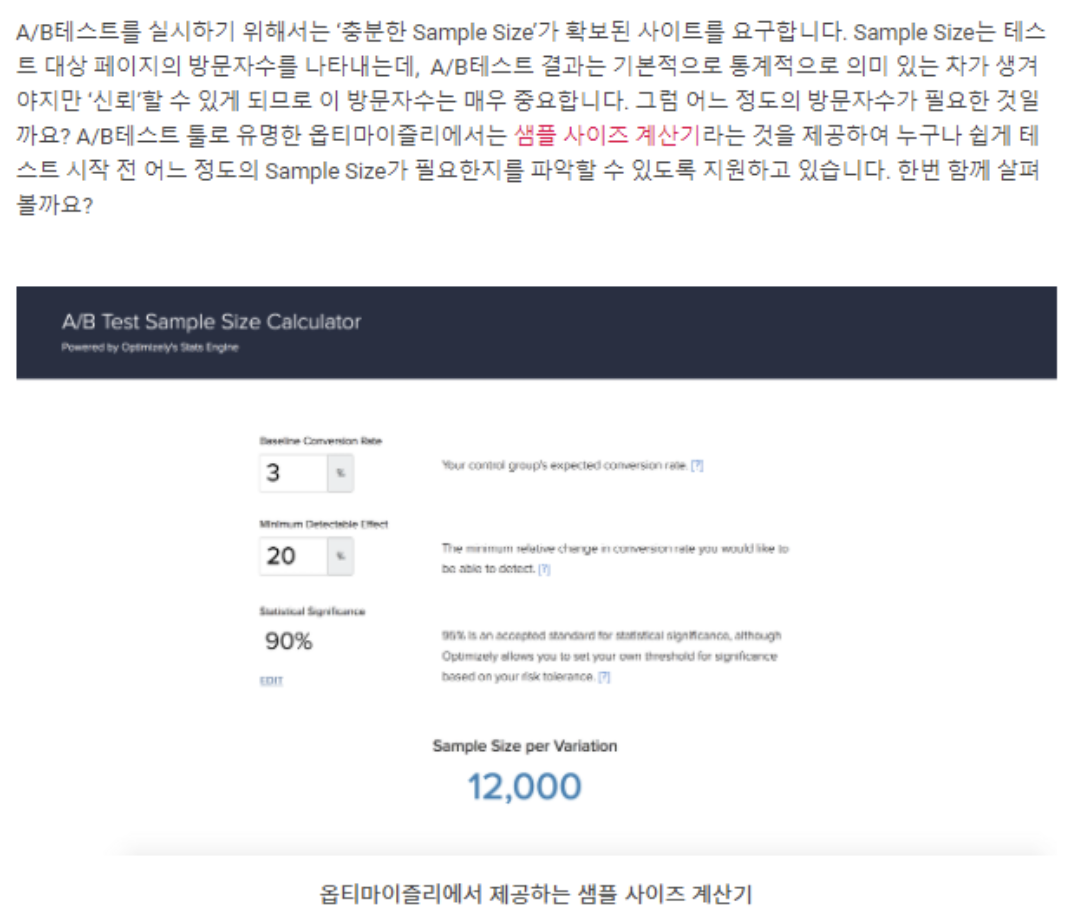 A/B테스트를 실시하기 위해서는 ‘충분한 Sample Size’가 확보된 사이트를 요구합니다. Sample Size는 테스
트 대상 페이지의 방문자수를 나타내는데, A/B테스트 결과는 기본적으로 통계적으로 의미 있는 차가 생겨
야지만 ‘신뢰’할 수 있게 되므로 이 방문자수는 매우 중요합니다. 그럼 어느 정도의 방문자수가 필요한 것일
까요? A/B테스트 툴로 유명한 옵티마이즐리에서는 샘플 사이즈 계산기라는 것을 제공하여 누구나 쉽게 테
스트 시작 전 어느 정도의 Sample Size가 필요한지를 파악할 수 있도록 지원하고 있습니다. 한번 함께 살펴
볼까요?
A/B Test Sample Size Calculator
Powered by Optimizely's Stats Engine
Baseline Conversion Rate
3 %
Your control group's expected conversion rate. [?]
Minimum Detectable Effect
20 %
The minimum relative change in conversion rate you would like to
be able to detect. [?]
Statistical Significance
90%
95% is an accepted standard for statistical significance, although
Optimizely allows you to set your own threshold for significance
based on your risk tolerance. [?]
EDIT
Sample Size per Variation
12,000
옵티마이즐리에서 제공하는 샘플 사이즈 계산기